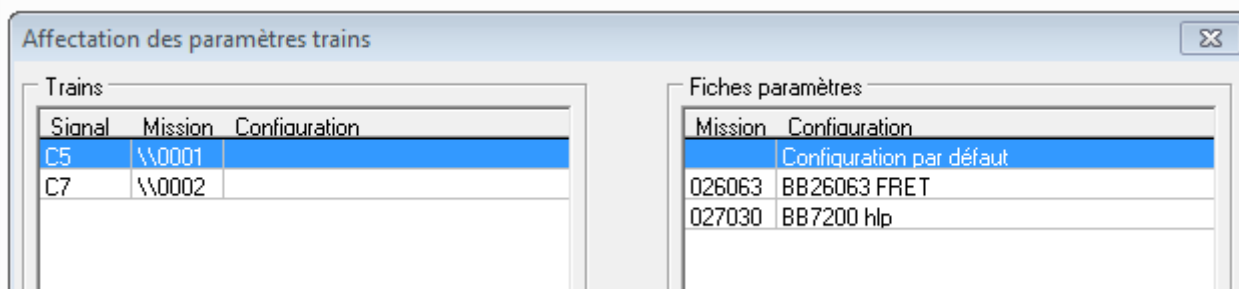 Affectation des paramètres trains
Trains
Signal Mission Configuration
C5 \\0001
C7 \\0002
Fiches paramètres
Mission Configuration
Configuration par défaut
026063 BB26063 FRET
027030 BB7200 hlp